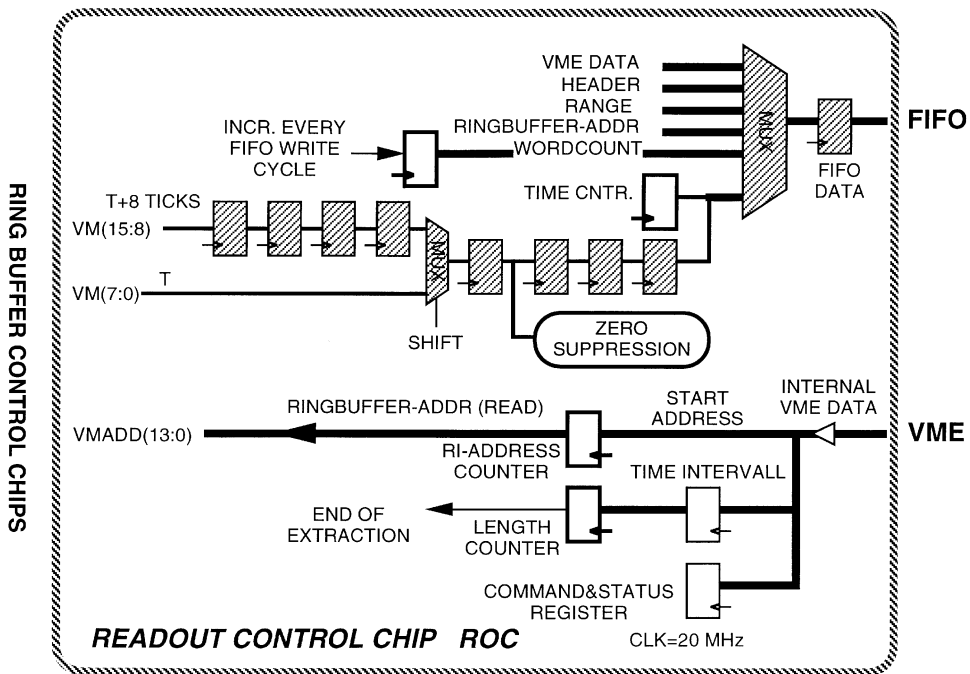 VME DATA
HEADER
RANGE
RINGBUFFER-ADDR
WORDCOUNT
INCR. EVERY
FIFO WRITE
CYCLE
MUX
FIFO
FIFO
DATA
TIME CNTR.
T+8 TICKS
VM(15:8)
MUX
T
VM(7:0)
SHIFT
ZERO
SUPPRESSION
RING BUFFER CONTROL CHIPS
RINGBUFFER-ADDR (READ)
START
ADDRESS
INTERNAL
VME DATA
VMADD(13:0)
VME
RI-ADDRESS
COUNTER
TIME INTERVALL
END OF
EXTRACTION
LENGTH
COUNTER
COMMAND&STATUS
REGISTER
CLK=20 MHz
READOUT CONTROL CHIP ROC